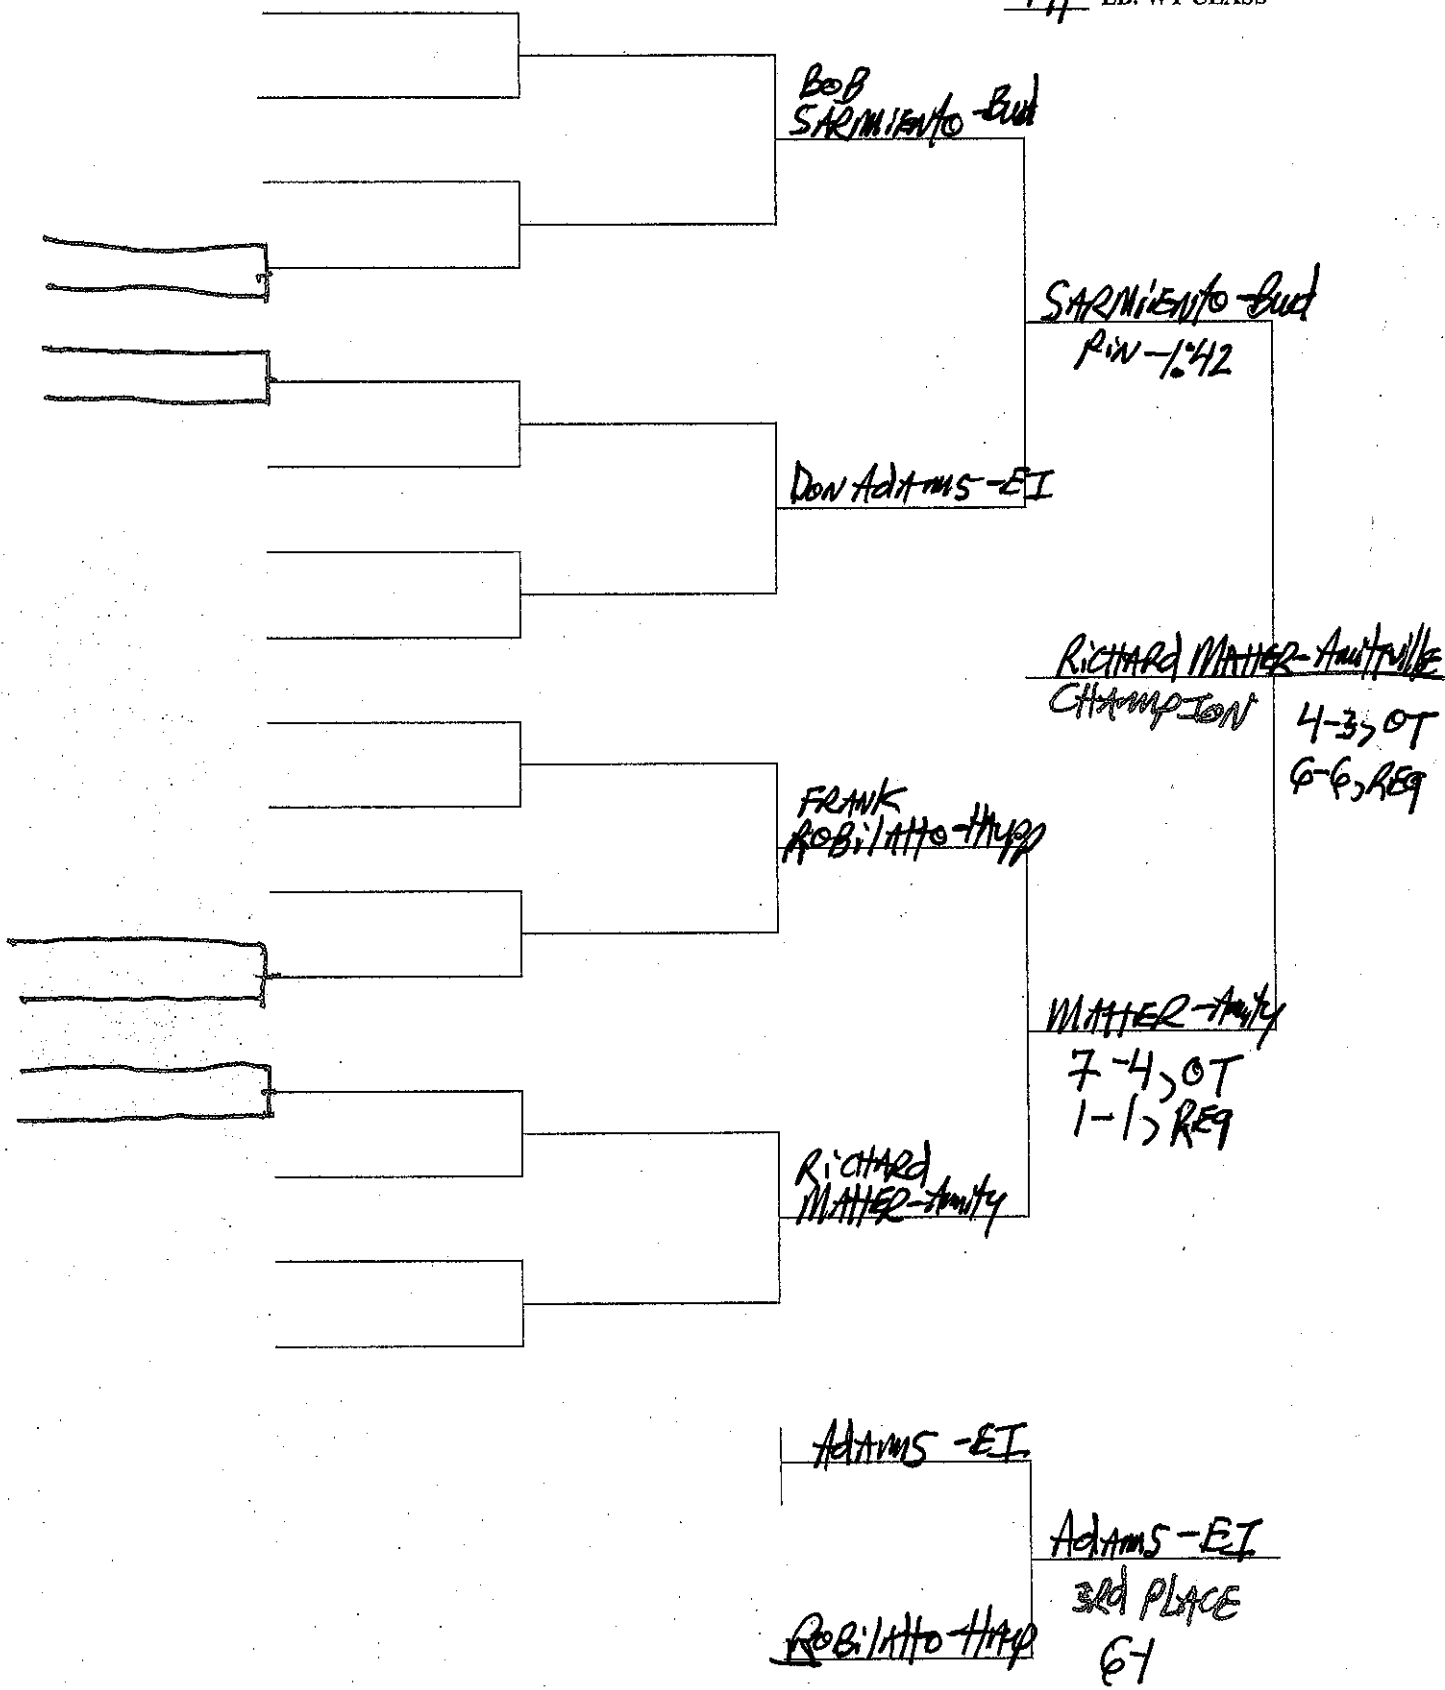 LB. WT CLASS
BoB
SARMiENto-Bud
SARMiENto-Bud
PiN-1:42
DoN AdAms-EI
RiCHARd MAHER-Amityville
CHAMPION
4-3, OT
6-6, REg
FRANK
RoBilAtto-HAupp
MAHER-Amity
7-4, OT
1-1, REg
RiCHARd
MAHER-Amity
AdAms-EI
AdAms-EI
3Rd PLACE
RoBilAtto-HAup
6-1